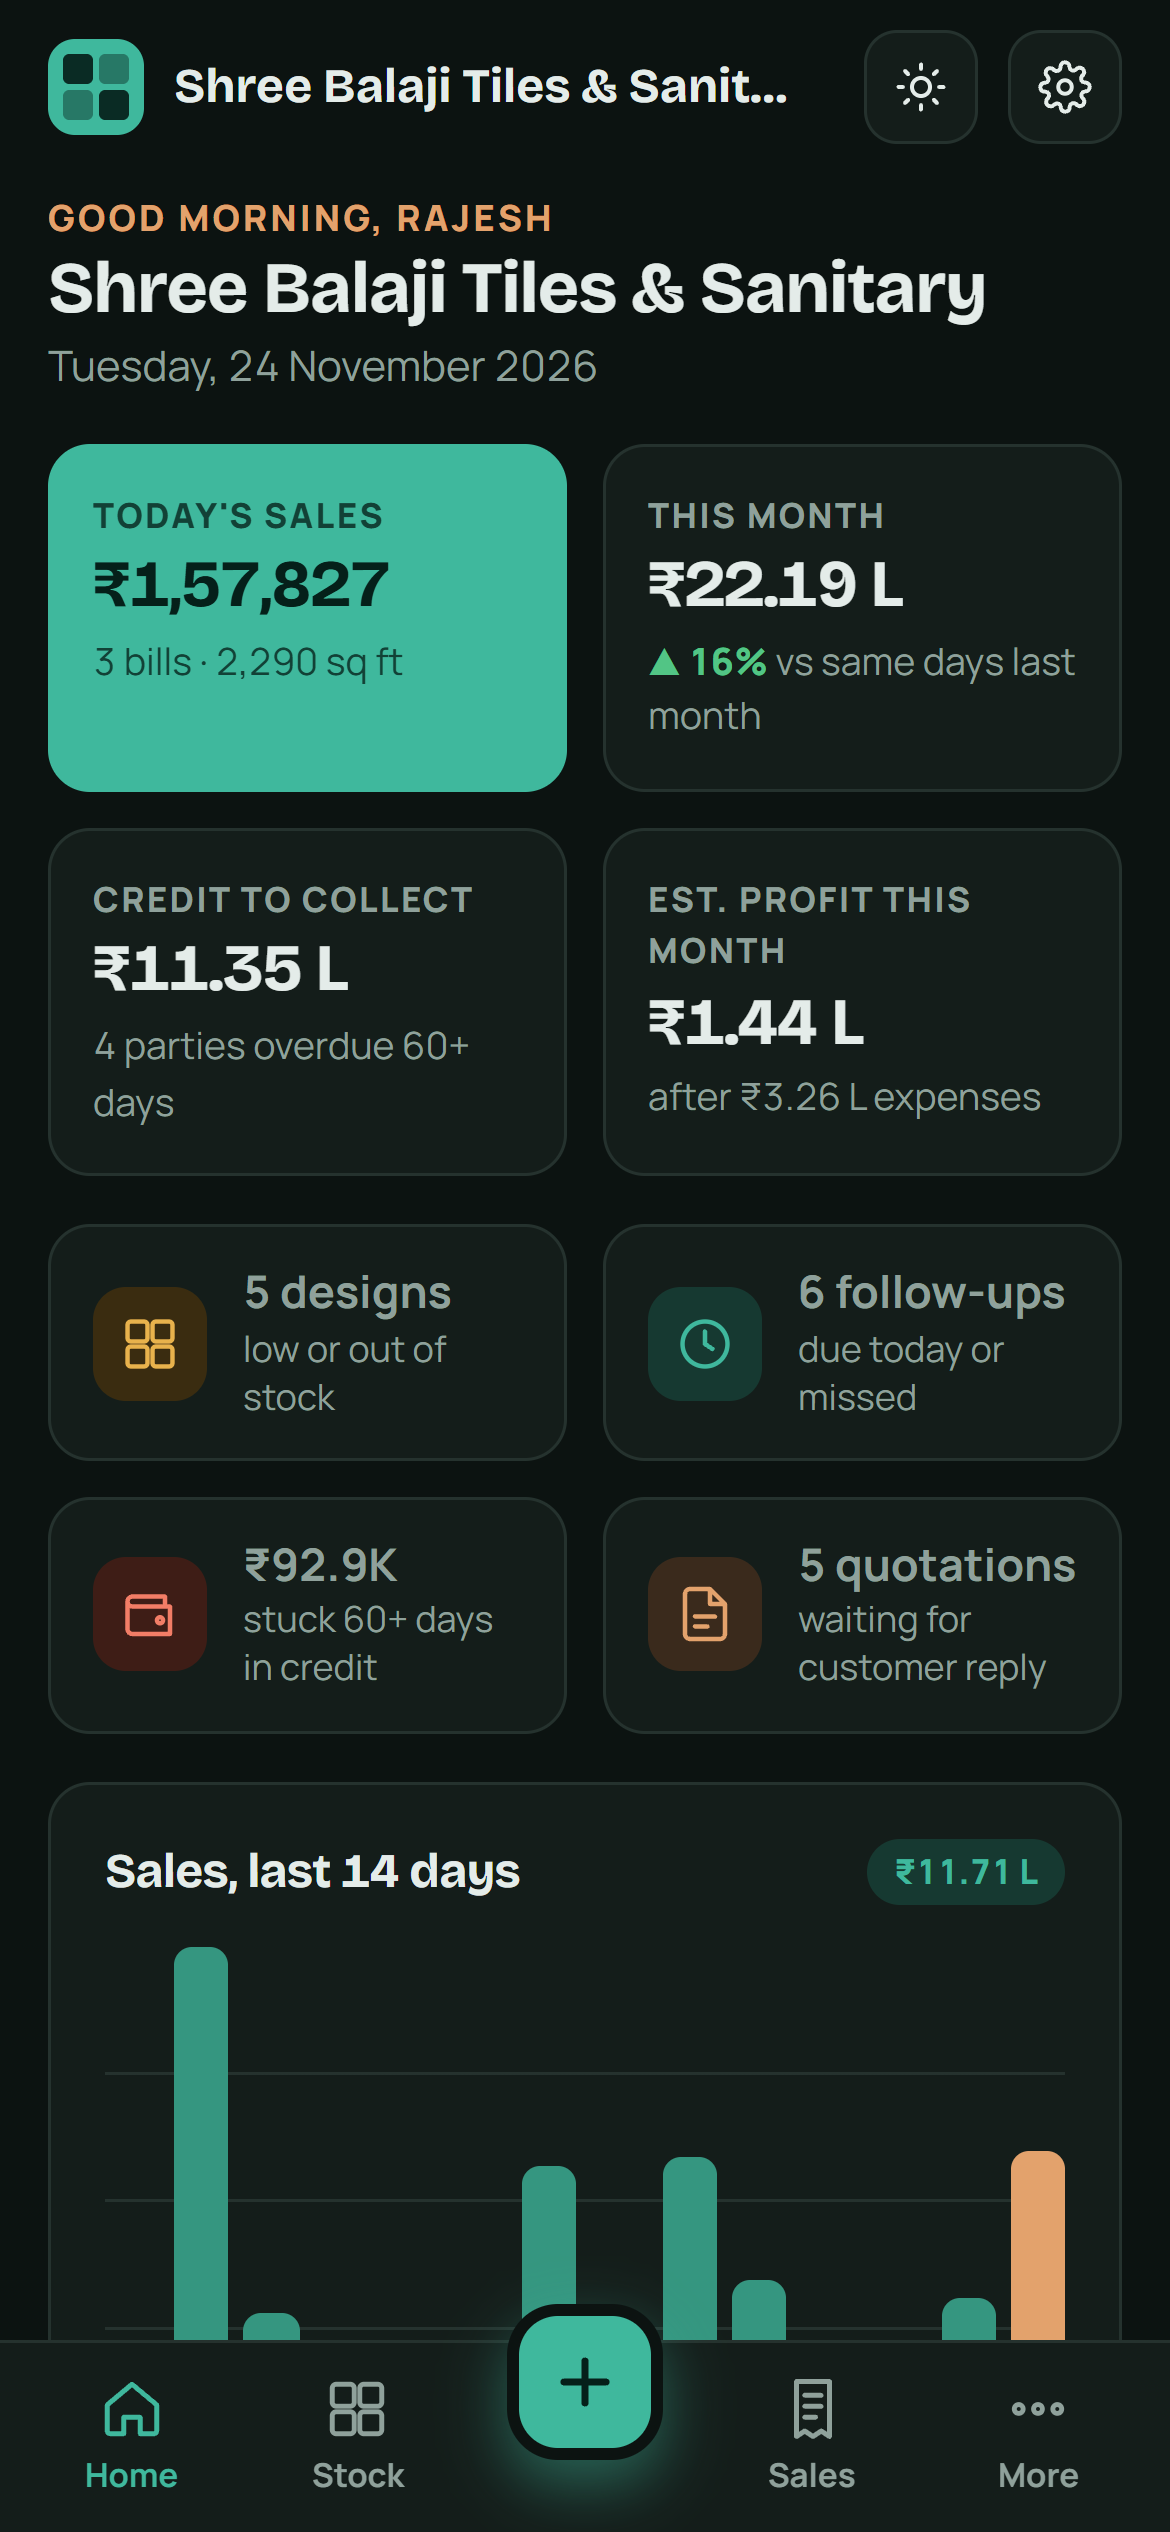 Shree Balaji Tiles & Sanit...
GOOD MORNING, RAJESH
Shree Balaji Tiles & Sanitary
Tuesday, 24 November 2026
TODAY'S SALES
₹1,57,827
3 bills · 2,290 sq ft
THIS MONTH
₹22.19 L
▲ 16% vs same days last
month
CREDIT TO COLLECT
₹11.35 L
4 parties overdue 60+
days
EST. PROFIT THIS
MONTH
₹1.44 L
after ₹3.26 L expenses
5 designs
low or out of
stock
6 follow-ups
due today or
missed
₹92.9K
stuck 60+ days
in credit
5 quotations
waiting for
customer reply
Sales, last 14 days
₹11.71 L
Home
Stock
Sales
More